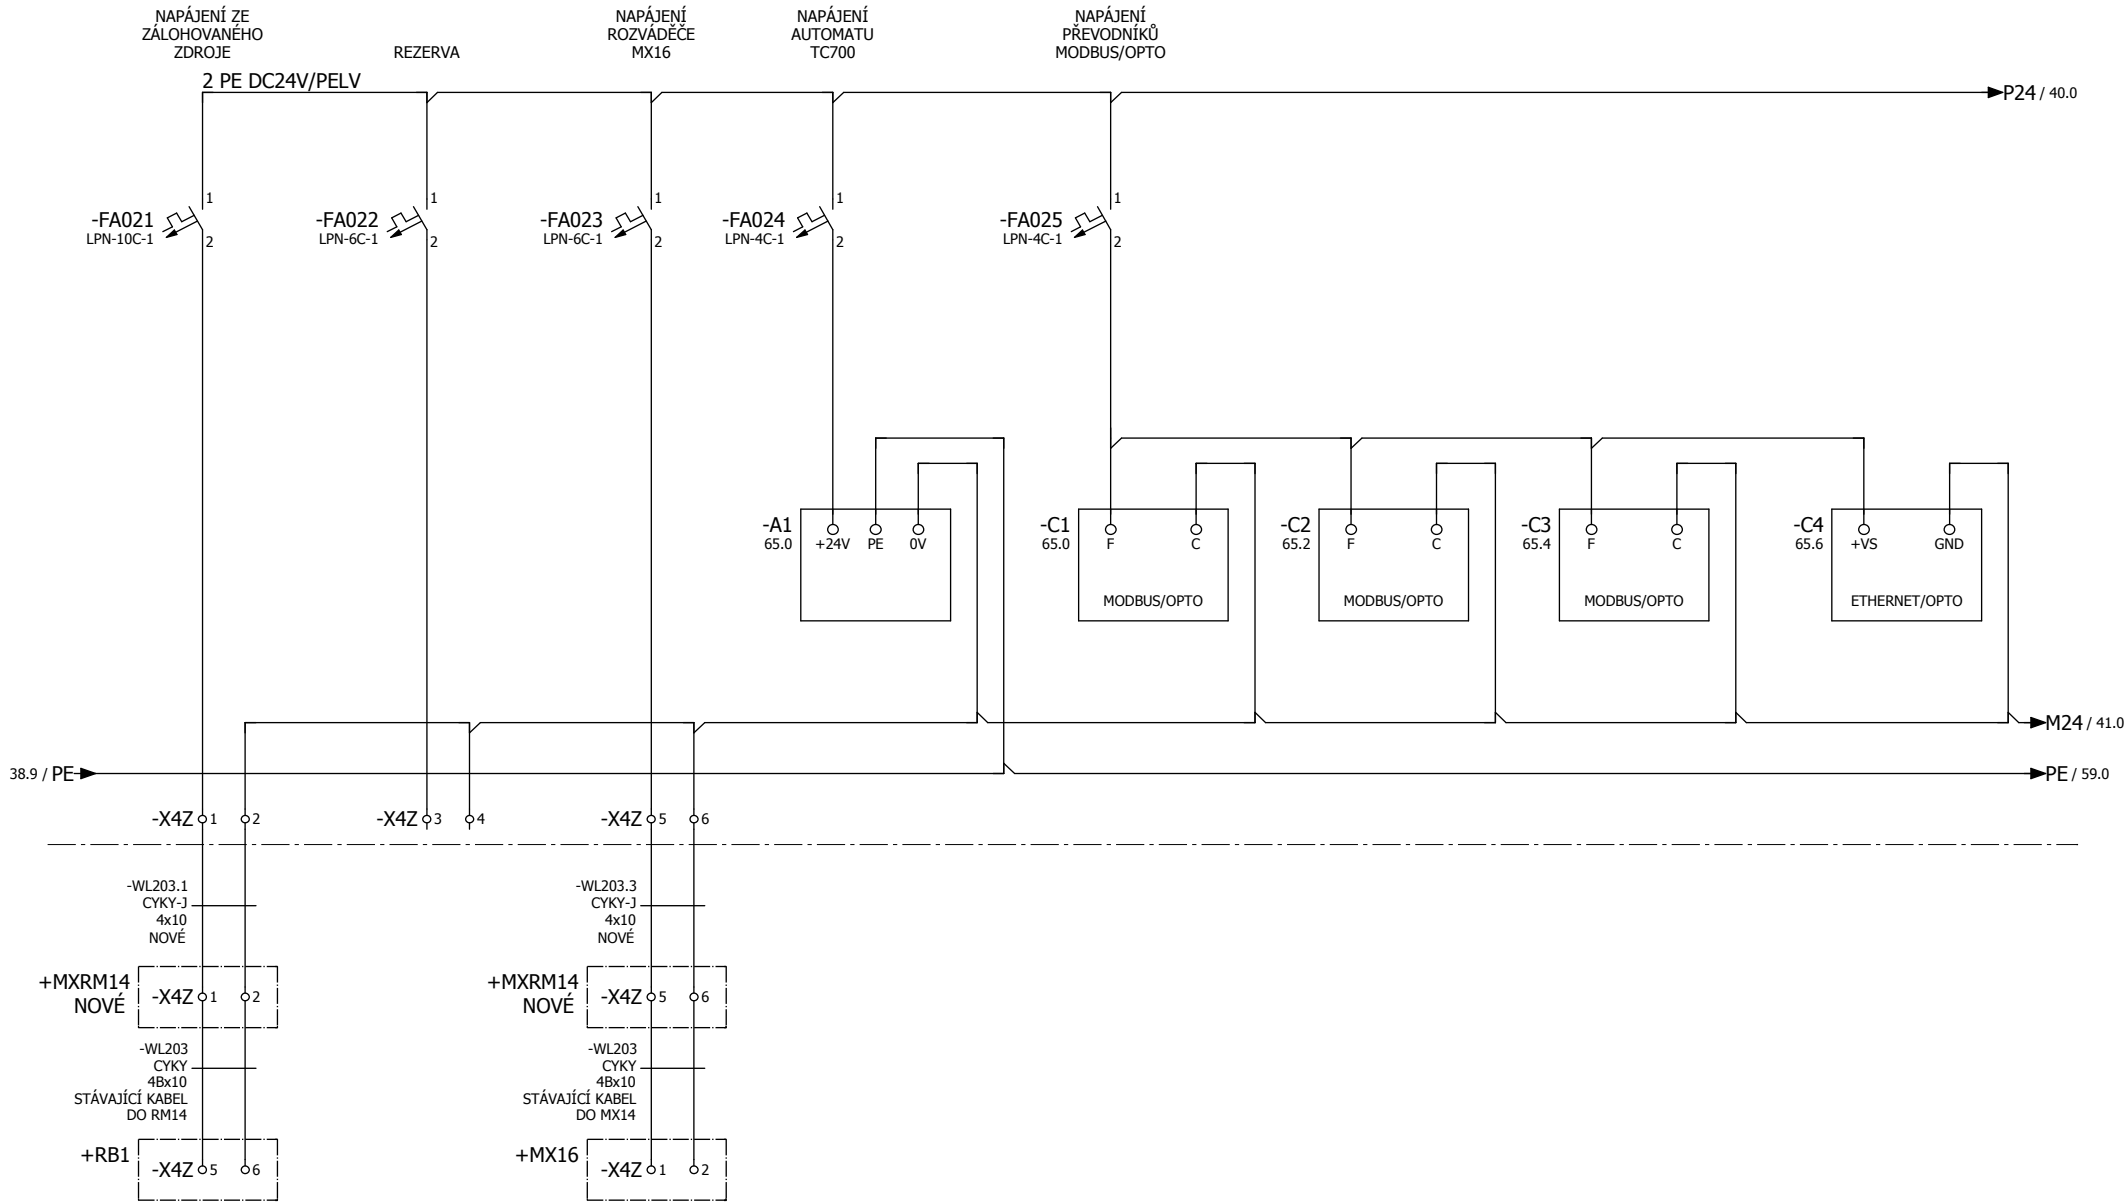 NAPÁJENÍ ZE
ZÁLOHOVANÉHO
ZDROJE
REZERVA
NAPÁJENÍ
ROZVÁDĚČE
MX16
NAPÁJENÍ
AUTOMATU
TC700
NAPÁJENÍ
PŘEVODNÍKŮ
MODBUS/OPTO
2 PE DC24V/PELV
P24 / 40.0
-FA021
LPN-10C-1
1
2
-FA022
LPN-6C-1
1
2
-FA023
LPN-6C-1
1
2
-FA024
LPN-4C-1
1
2
-FA025
LPN-4C-1
1
2
-A1
65.0
+24V PE 0V
-C1
65.0
F C
MODBUS/OPTO
-C2
65.2
F C
MODBUS/OPTO
-C3
65.4
F C
MODBUS/OPTO
-C4
65.6
+VS GND
ETHERNET/OPTO
M24 / 41.0
38.9 / PE
PE / 59.0
-X4Z 1 2
-X4Z 3 4
-X4Z 5 6
-WL203.1
CYKY-J
4x10
NOVÉ
-WL203.3
CYKY-J
4x10
NOVÉ
+MXRM14
NOVÉ
-X4Z 1 2
+MXRM14
NOVÉ
-X4Z 5 6
-WL203
CYKY
4Bx10
STÁVAJÍCÍ KABEL
DO RM14
-WL203
CYKY
4Bx10
STÁVAJÍCÍ KABEL
DO MX14
+RB1
-X4Z 5 6
+MX16
-X4Z 1 2